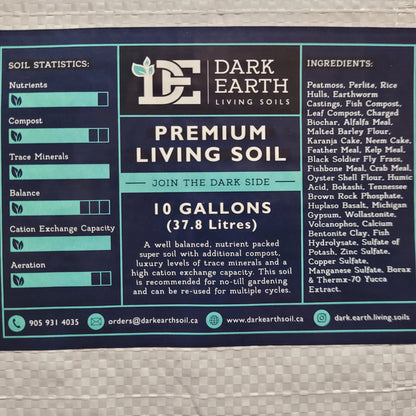 SOIL STATISTICS:
Nutrients
Compost
Trace Minerals
Balance
Cation Exchange Capacity
Aeration
DE
DARK
EARTH
LIVING SOILS
PREMIUM
LIVING SOIL
JOIN THE DARK SIDE
10 GALLONS
(37.8 Litres)
A well balanced, nutrient packed
super soil with additional compost,
luxury levels of trace minerals and a
high cation exchange capacity. This soil
is recommended for no-till gardening
and can be re-used for multiple cycles.
INGREDIENTS:
Peatmoss, Perlite, Rice
Hulls, Earthworm
Castings, Fish Compost,
Leaf Compost, Charged
Biochar, Alfalfa Meal,
Malted Barley Flour,
Karanja Cake, Neem Cake,
Feather Meal, Kelp Meal,
Black Soldier Fly Frass,
Fishbone Meal, Crab Meal,
Oyster Shell Flour, Humic
Acid, Bokashi, Tennessee
Brown Rock Phosphate,
Huplaso Basalt, Michigan
Gypsum, Wollastonite,
Volcanophos, Calcium
Bentonite Clay, Fish
Hydrolysate, Sulfate of
Potash, Zinc Sulfate,
Copper Sulfate,
Manganese Sulfate, Borax
& Thermx-70 Yucca
Extract.
905 931 4035
orders@darkearthsoil.ca
www.darkearthsoil.ca
dark.earth.living.soils